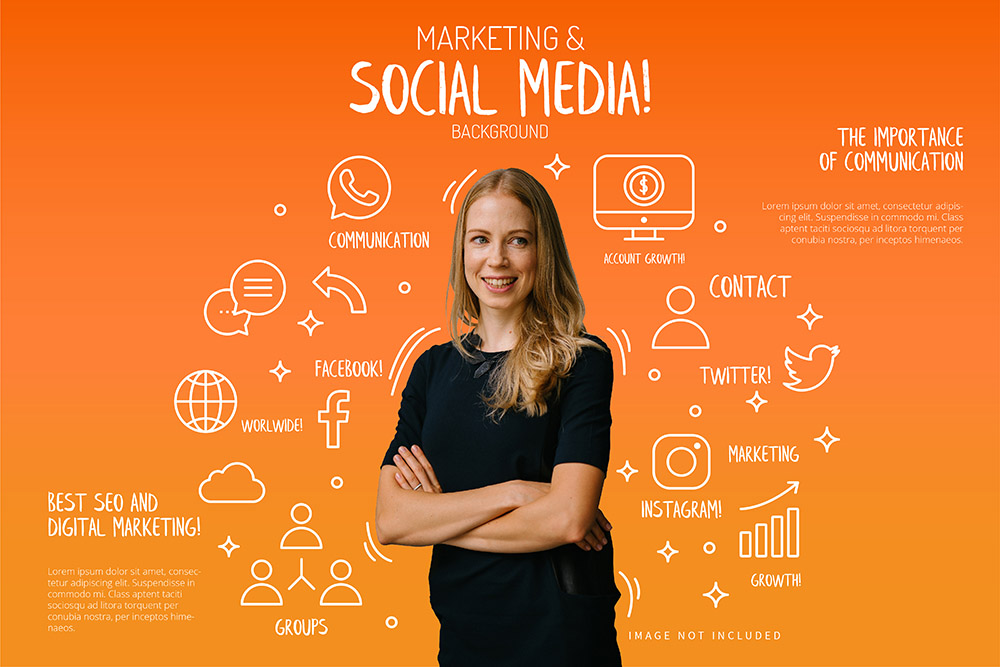 MARKETING &
SOCIAL MEDIA!
BACKGROUND
THE IMPORTANCE
OF COMMUNICATION
Lorem ipsum dolor sit amet, consectetur adipis-
cing elit. Suspendisse in commodo mi. Class
aptent taciti sociosqu ad litora torquent per
conubia nostra, per inceptos himenaeos.
COMMUNICATION
$
ACCOUNT GROWTH!
CONTACT
FACEBOOK!
TWITTER!
WORLWIDE!
f
MARKETING
INSTAGRAM!
BEST SEO AND
DIGITAL MARKETING!
Lorem ipsum dolor sit amet, consec-
tetur adipiscing elit. Suspendisse in
commodo mi. Class aptent taciti
sociosqu ad litora torquent per
conubia nostra, per inceptos hime-
naeos.
GROWTH!
GROUPS
IMAGE NOT INCLUDED